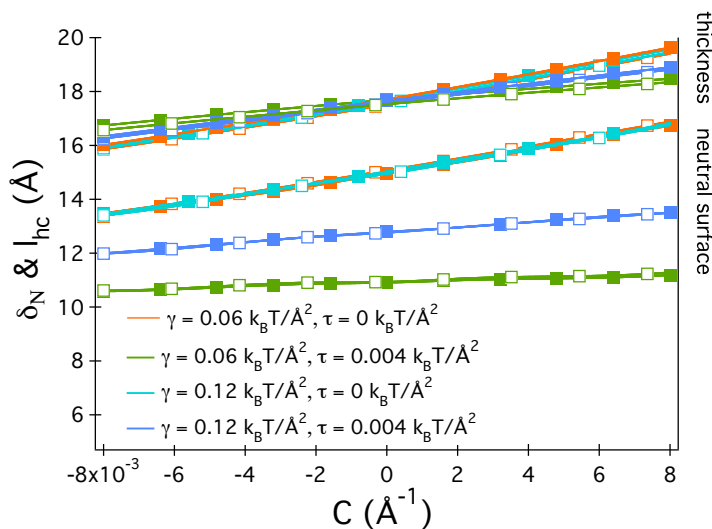 20
18
16
14
12
10
8
6
δN & lhc (Å)
thickness
neutral surface
γ = 0.06 kBT/Å², τ = 0 kBT/Å²
γ = 0.06 kBT/Å², τ = 0.004 kBT/Å²
γ = 0.12 kBT/Å², τ = 0 kBT/Å²
γ = 0.12 kBT/Å², τ = 0.004 kBT/Å²
-8x10⁻³ -6 -4 -2 0 2 4 6 8
C (Å⁻¹)